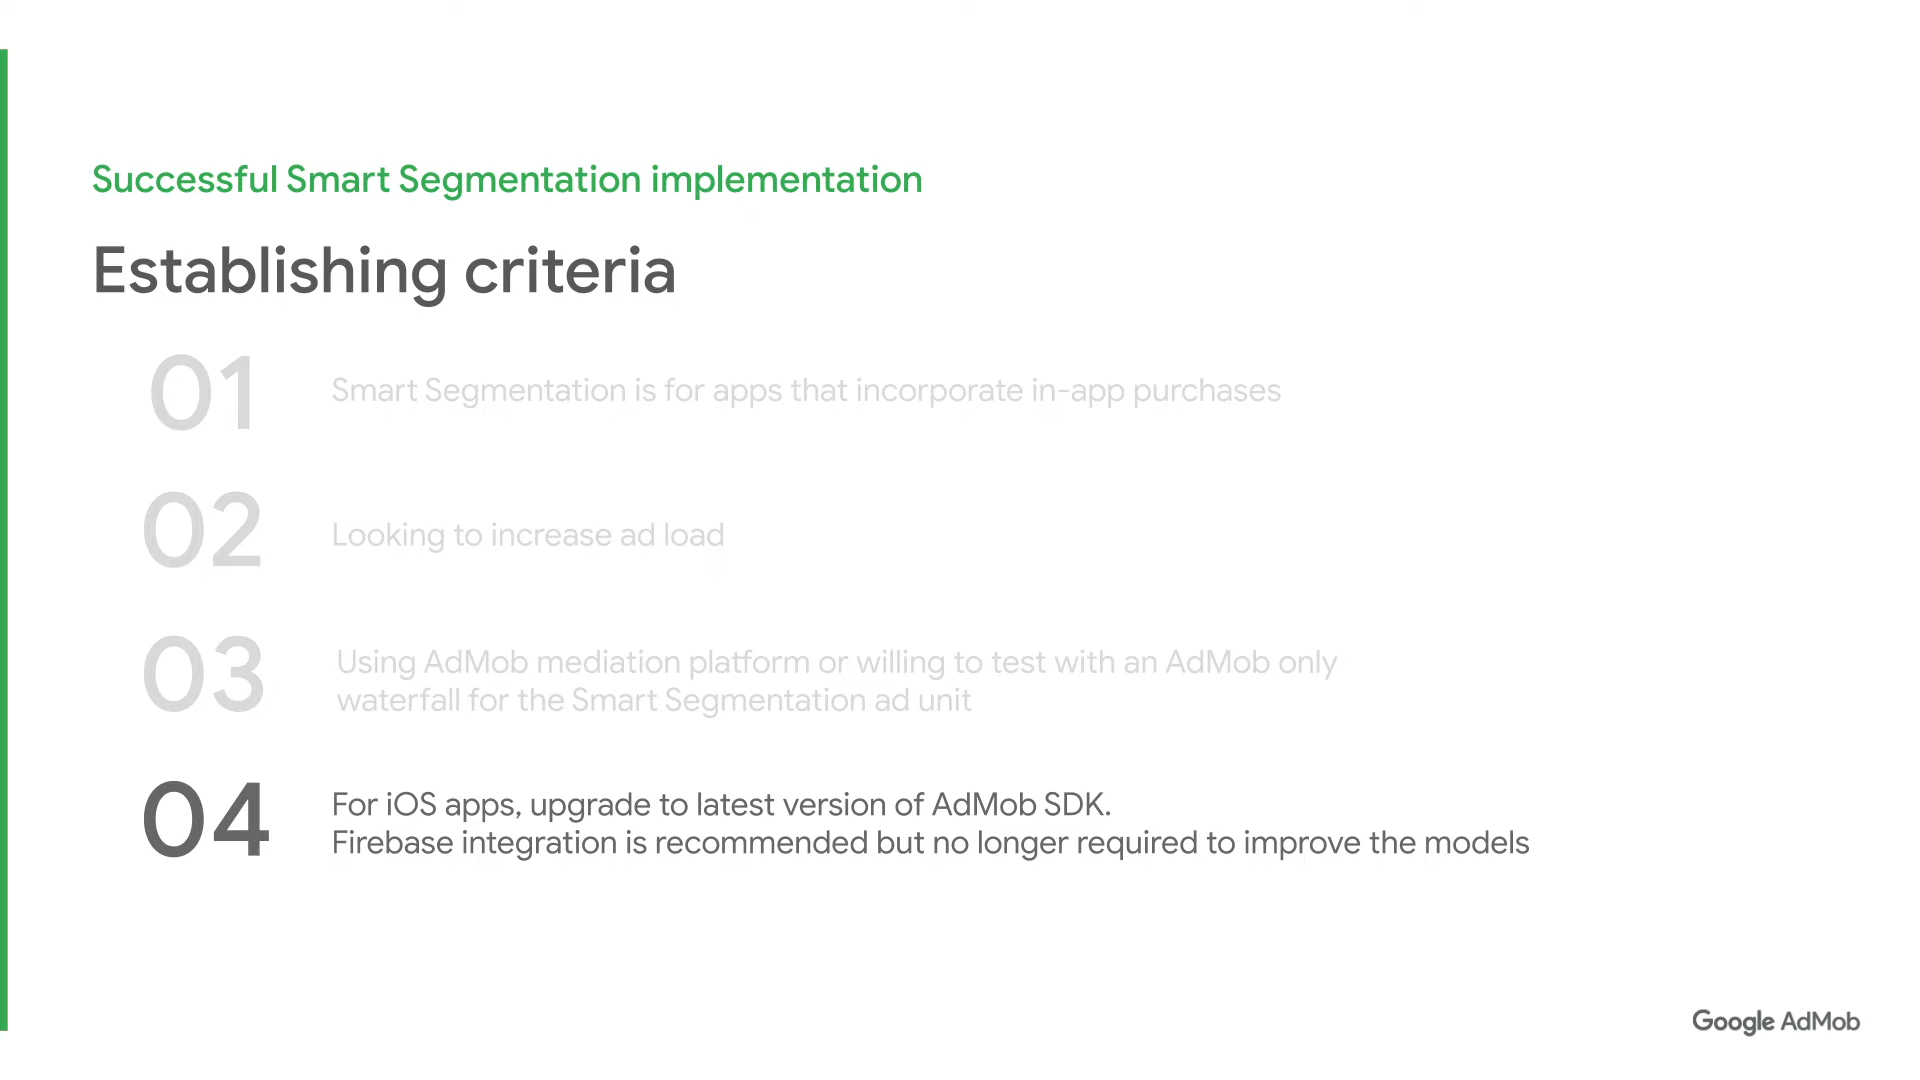 Successful Smart Segmentation implementation
Establishing criteria
01
Smart Segmentation is for apps that incorporate in-app purchases
02
Looking to increase ad load
03
Using AdMob mediation platform or willing to test with an AdMob only
waterfall for the Smart Segmentation ad unit
04
For iOS apps, upgrade to latest version of AdMob SDK.
Firebase integration is recommended but no longer required to improve the models
Google AdMob